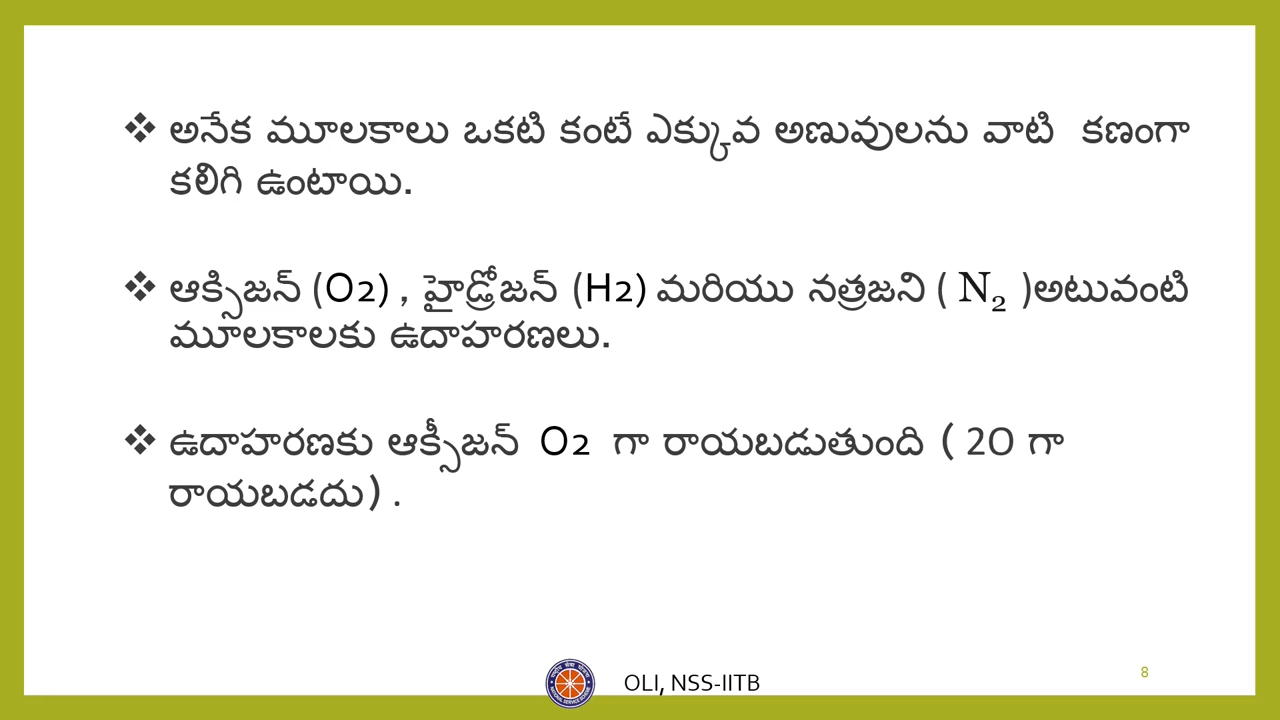 ❖ అనేక మూలకాలు ఒకటి కంటే ఎక్కువ అణువులను వాటి కణంగా
కలిగి ఉంటాయి.
❖ ఆక్సిజన్ (O2) , హైడ్రోజన్ (H2) మరియు నత్రజని ( N₂ )అటువంటి
మూలకాలకు ఉదాహరణలు.
❖ ఉదాహరణకు ఆక్సీజన్ O2 గా రాయబడుతుంది ( 2O గా
రాయబడదు) .
OLI, NSS-IITB
8